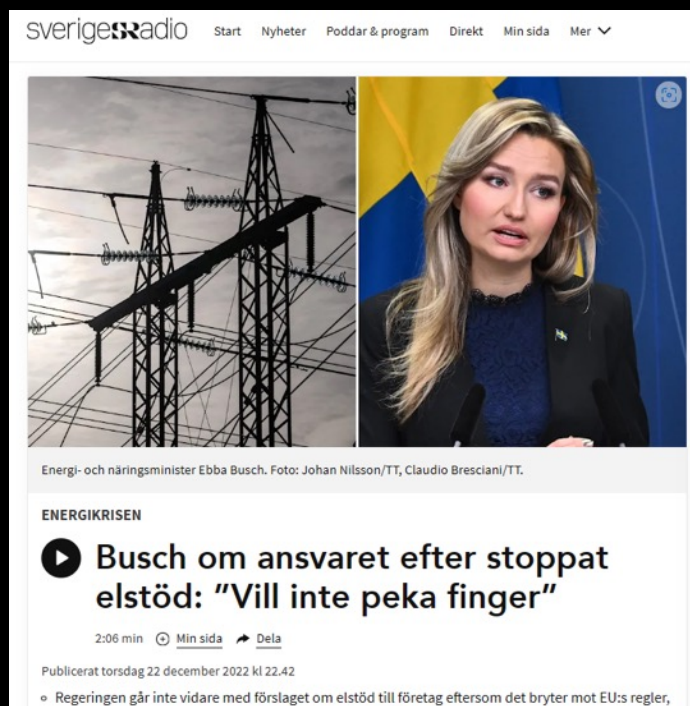 sverigesRadio Start Nyheter Poddar & program Direkt Min sida Mer
Energi- och näringsminister Ebba Busch. Foto: Johan Nilsson/TT, Claudio Bresciani/TT.
ENERGIKRISEN
Busch om ansvaret efter stoppat
elstöd: ”Vill inte peka finger”
2:06 min Min sida Dela
Publicerat torsdag 22 december 2022 kl 22.42
Regeringen går inte vidare med förslaget om elstöd till företag eftersom det bryter mot EU:s regler,